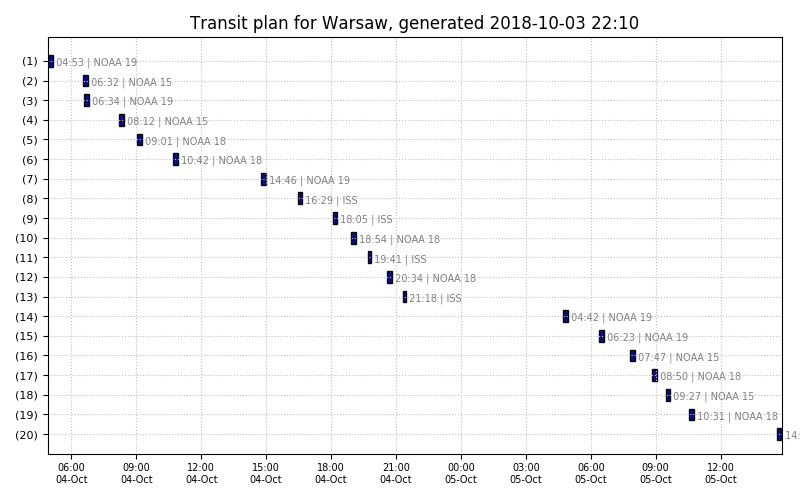 Transit plan for Warsaw, generated 2018-10-03 22:10
(1) 04:53 | NOAA 19
(2) 06:32 | NOAA 15
(3) 06:34 | NOAA 19
(4) 08:12 | NOAA 15
(5) 09:01 | NOAA 18
(6) 10:42 | NOAA 18
(7) 14:46 | NOAA 19
(8) 16:29 | ISS
(9) 18:05 | ISS
(10) 18:54 | NOAA 18
(11) 19:41 | ISS
(12) 20:34 | NOAA 18
(13) 21:18 | ISS
(14) 04:42 | NOAA 19
(15) 06:23 | NOAA 19
(16) 07:47 | NOAA 15
(17) 08:50 | NOAA 18
(18) 09:27 | NOAA 15
(19) 10:31 | NOAA 18
(20) 14:
06:00 09:00 12:00 15:00 18:00 21:00 00:00 03:00 06:00 09:00 12:00
04-Oct 04-Oct 04-Oct 04-Oct 04-Oct 04-Oct 05-Oct 05-Oct 05-Oct 05-Oct 05-Oct